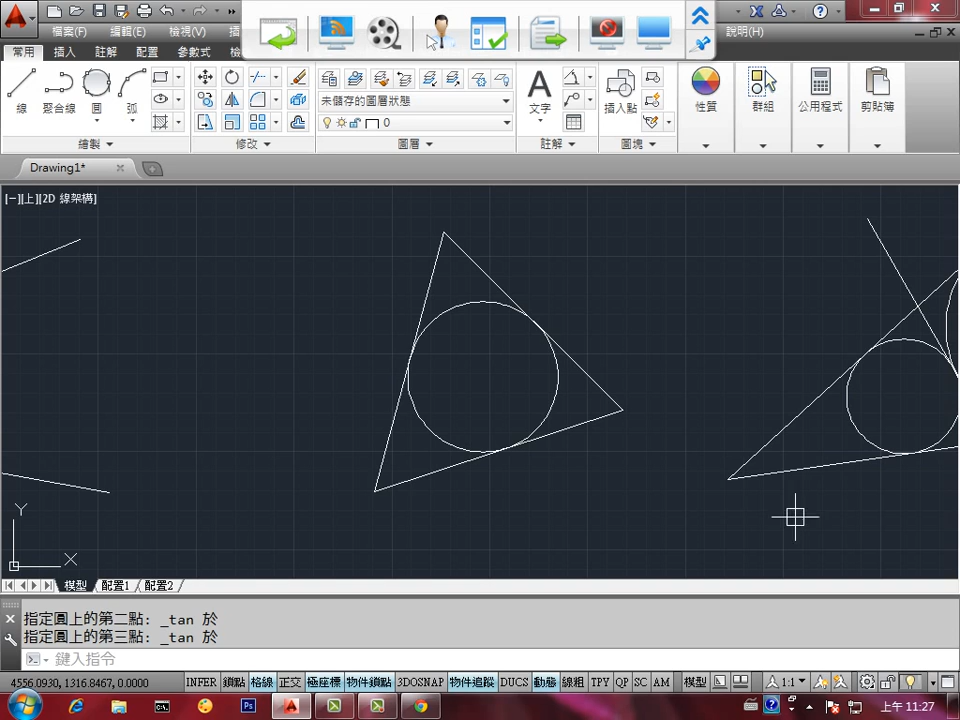 檔案(F) 編輯(E) 檢視(V) 說明(H)
常用 插入 註解 配置 參數式
線 聚合線 圓 弧 未儲存的圖層狀態 文字 插入點 性質 群組 公用程式 剪貼簿
0
繪製 修改 圖層 註解 圖塊
Drawing1*
[−][上][2D 線架構]
Y
X
模型 配置1 配置2
指定圓上的第二點: _tan 於
指定圓上的第三點: _tan 於
鍵入指令
4556.0930, 1316.8467, 0.0000 INFER 鎖點 格線 正交 極座標 物件鎖點 3DOSNAP 物件追蹤 DUCS 動態 線粗 TPY QP SC AM 模型 1:1
Ps 上午 11:27